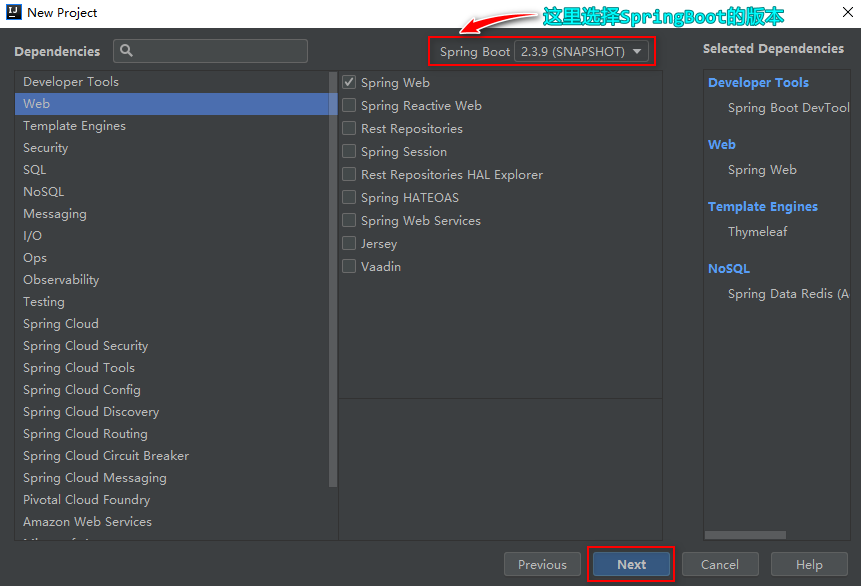 New Project
这里选择SpringBoot的版本
Dependencies
Spring Boot 2.3.9 (SNAPSHOT)
Selected Dependencies
Developer Tools
Web
Template Engines
Security
SQL
NoSQL
Messaging
I/O
Ops
Observability
Testing
Spring Cloud
Spring Cloud Security
Spring Cloud Tools
Spring Cloud Config
Spring Cloud Discovery
Spring Cloud Routing
Spring Cloud Circuit Breaker
Spring Cloud Messaging
Pivotal Cloud Foundry
Amazon Web Services
Spring Web
Spring Reactive Web
Rest Repositories
Spring Session
Rest Repositories HAL Explorer
Spring HATEOAS
Spring Web Services
Jersey
Vaadin
Developer Tools
Spring Boot DevTool
Web
Spring Web
Template Engines
Thymeleaf
NoSQL
Spring Data Redis (A
Previous
Next
Cancel
Help